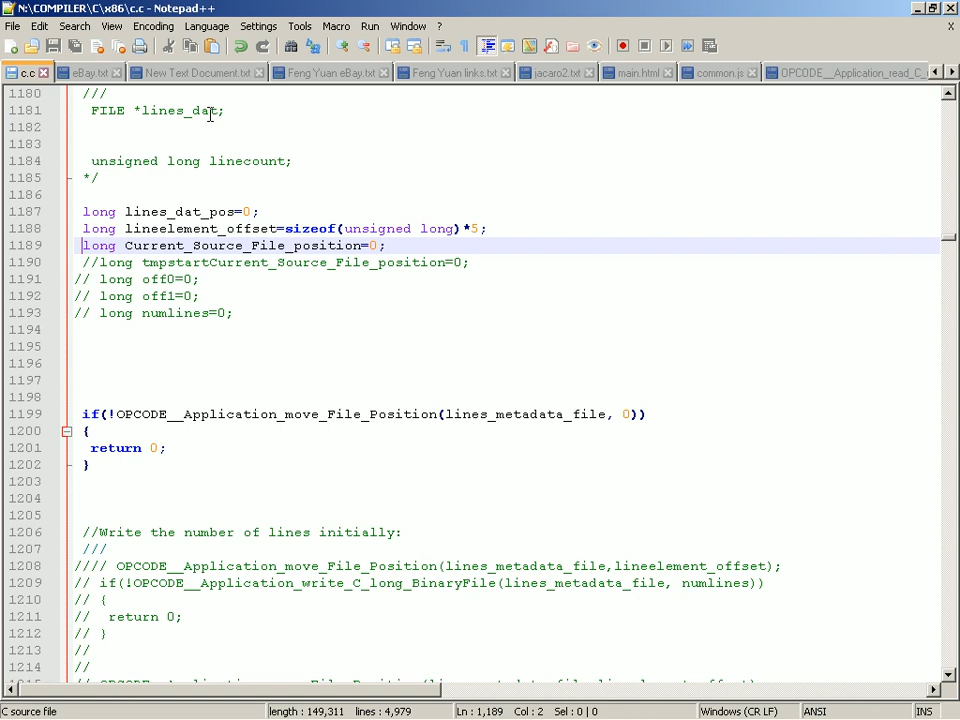 N:\COMPILER\C\x86\c.c - Notepad++
File Edit Search View Encoding Language Settings Tools Macro Run Window ? X
c.c eBay.txt New Text Document.txt Feng Yuan eBay.txt Feng Yuan links.txt jacaro2.txt main.html common.js OPCODE__Application_read_C_
1180 ///
1181 FILE *lines_dat;
1182
1183
1184 unsigned long linecount;
1185 */
1186
1187 long lines_dat_pos=0;
1188 long lineelement_offset=sizeof(unsigned long)*5;
1189 long Current_Source_File_position=0;
1190 //long tmpstartCurrent_Source_File_position=0;
1191 // long off0=0;
1192 // long off1=0;
1193 // long numlines=0;
1194
1195
1196
1197
1198
1199 if(!OPCODE__Application_move_File_Position(lines_metadata_file, 0))
1200 {
1201 return 0;
1202 }
1203
1204
1205
1206 //Write the number of lines initially:
1207 ///
1208 //// OPCODE__Application_move_File_Position(lines_metadata_file,lineelement_offset);
1209 // if(!OPCODE__Application_write_C_long_BinaryFile(lines_metadata_file, numlines))
1210 // {
1211 // return 0;
1212 // }
1213 //
1214 //
C source file length : 149,311 lines : 4,979 Ln : 1,189 Col : 2 Sel : 0 | 0 Windows (CR LF) ANSI INS